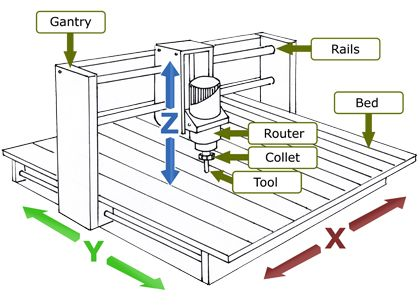 Gantry
Rails
Bed
Z
Router
Collet
Tool
X
Y